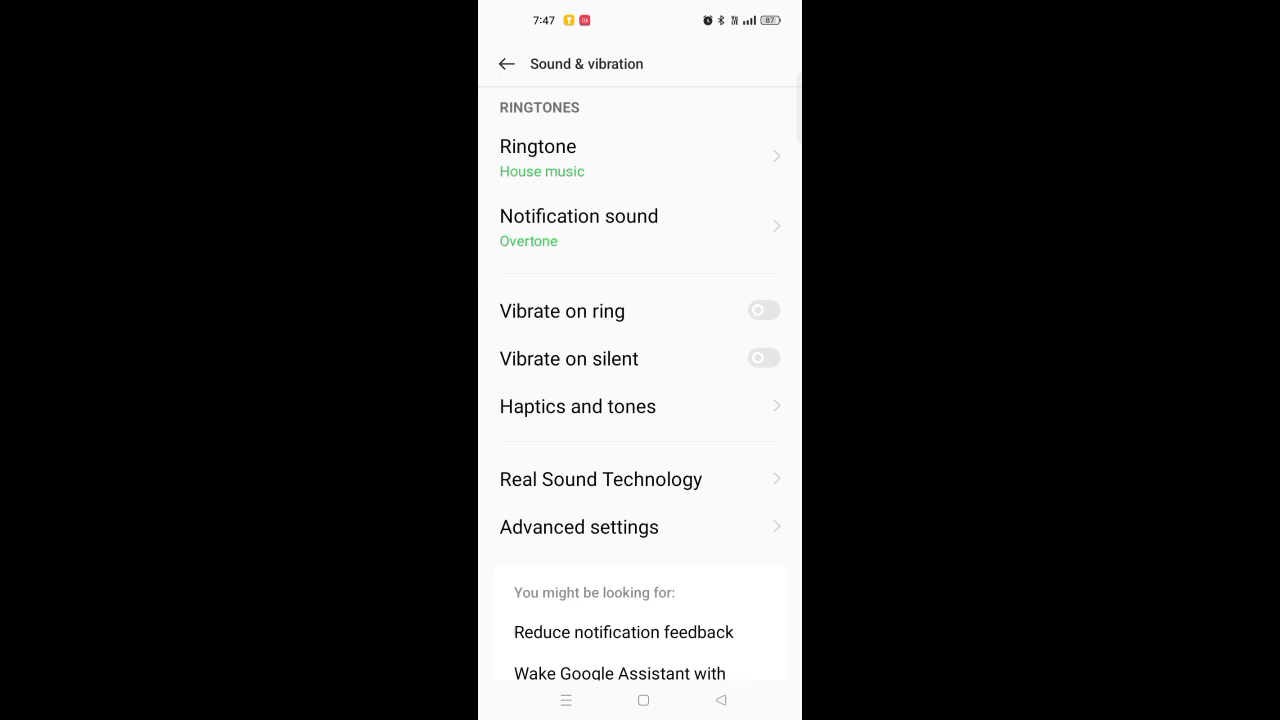 7:47
87
Sound & vibration
RINGTONES
Ringtone
House music
Notification sound
Overtone
Vibrate on ring
Vibrate on silent
Haptics and tones
Real Sound Technology
Advanced settings
You might be looking for:
Reduce notification feedback
Wake Google Assistant with